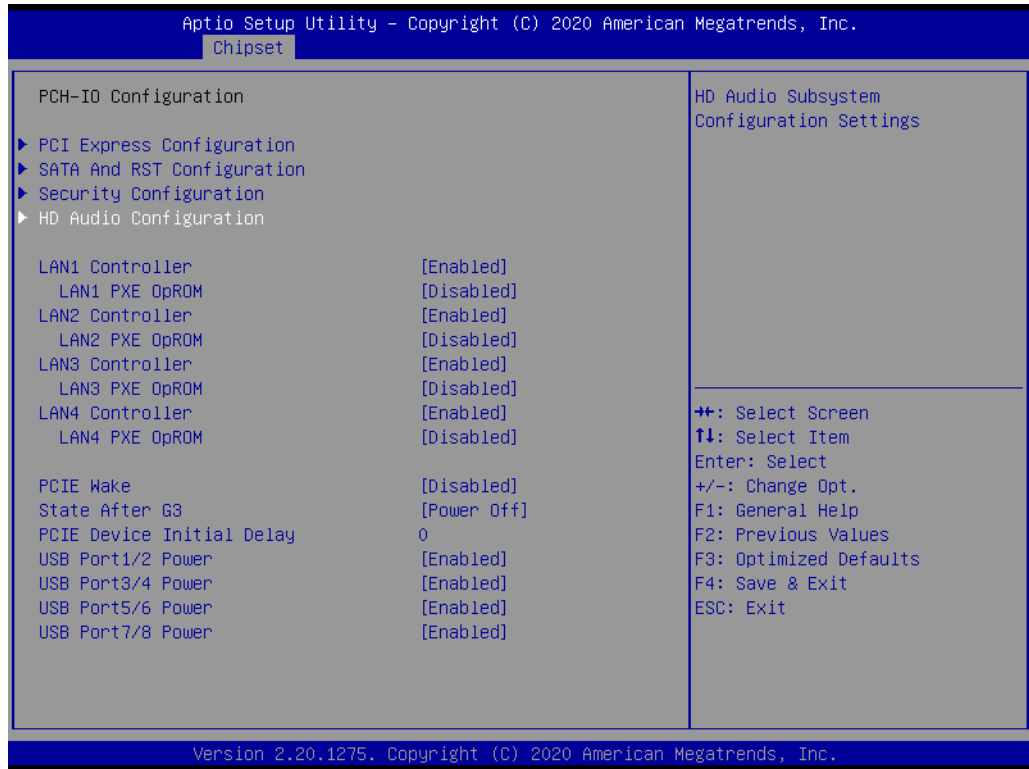 Aptio Setup Utility – Copyright (C) 2020 American Megatrends, Inc.
Chipset
PCH-IO Configuration
PCI Express Configuration
SATA And RST Configuration
Security Configuration
HD Audio Configuration
LAN1 Controller [Enabled]
LAN1 PXE OpROM [Disabled]
LAN2 Controller [Enabled]
LAN2 PXE OpROM [Disabled]
LAN3 Controller [Enabled]
LAN3 PXE OpROM [Disabled]
LAN4 Controller [Enabled]
LAN4 PXE OpROM [Disabled]
PCIE Wake [Disabled]
State After G3 [Power Off]
PCIE Device Initial Delay 0
USB Port1/2 Power [Enabled]
USB Port3/4 Power [Enabled]
USB Port5/6 Power [Enabled]
USB Port7/8 Power [Enabled]
HD Audio Subsystem
Configuration Settings
→←: Select Screen
↑↓: Select Item
Enter: Select
+/-: Change Opt.
F1: General Help
F2: Previous Values
F3: Optimized Defaults
F4: Save & Exit
ESC: Exit
Version 2.20.1275. Copyright (C) 2020 American Megatrends, Inc.